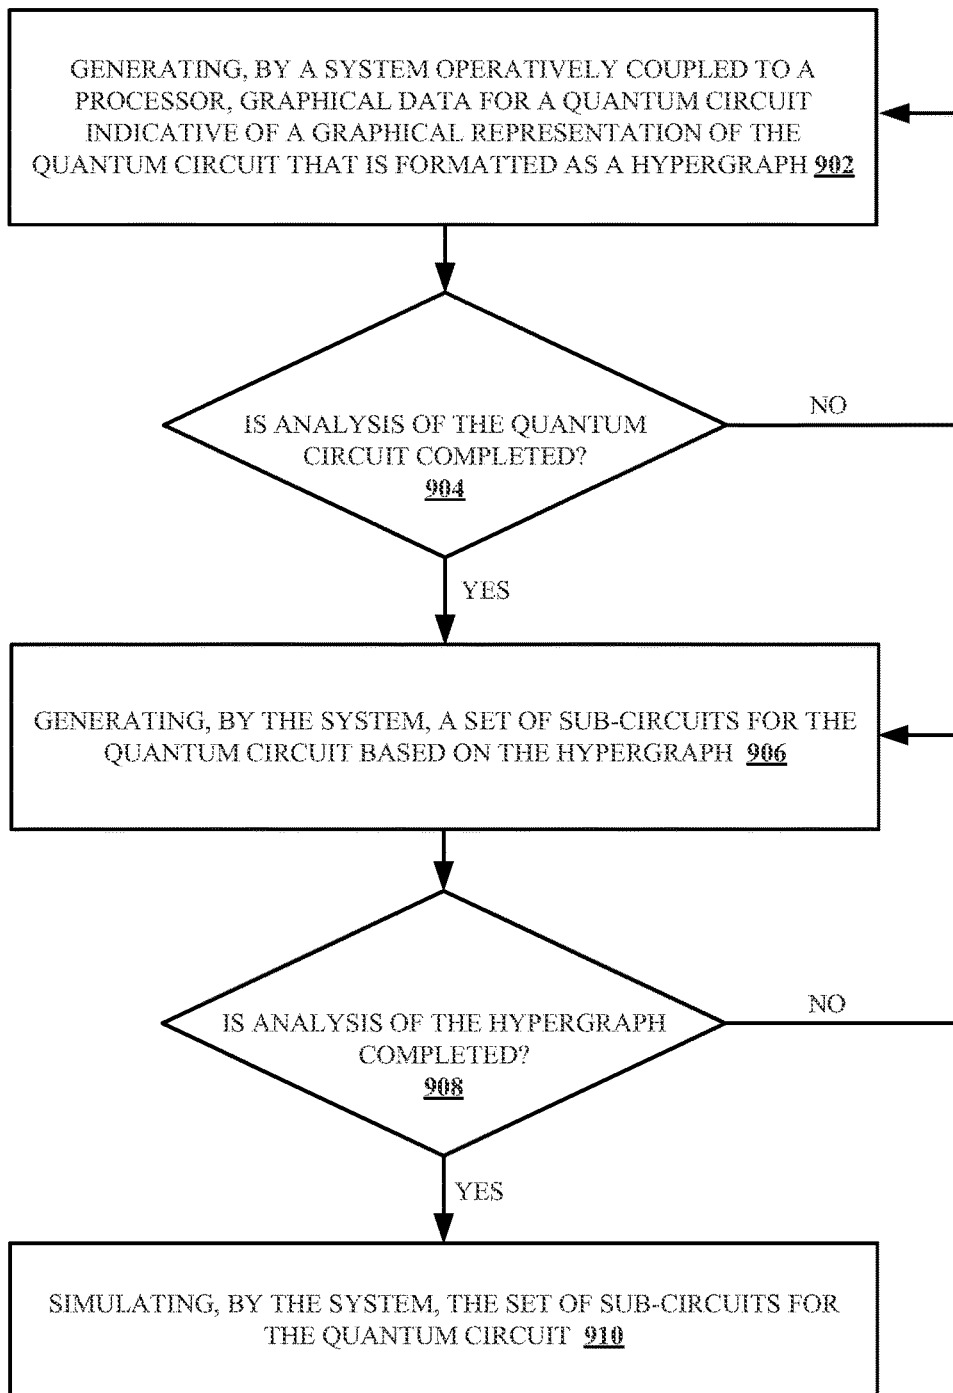 GENERATING, BY A SYSTEM OPERATIVELY COUPLED TO A
PROCESSOR, GRAPHICAL DATA FOR A QUANTUM CIRCUIT
INDICATIVE OF A GRAPHICAL REPRESENTATION OF THE
QUANTUM CIRCUIT THAT IS FORMATTED AS A HYPERGRAPH 902
IS ANALYSIS OF THE QUANTUM
CIRCUIT COMPLETED?
904
NO
YES
GENERATING, BY THE SYSTEM, A SET OF SUB-CIRCUITS FOR THE
QUANTUM CIRCUIT BASED ON THE HYPERGRAPH 906
IS ANALYSIS OF THE HYPERGRAPH
COMPLETED?
908
NO
YES
SIMULATING, BY THE SYSTEM, THE SET OF SUB-CIRCUITS FOR
THE QUANTUM CIRCUIT 910